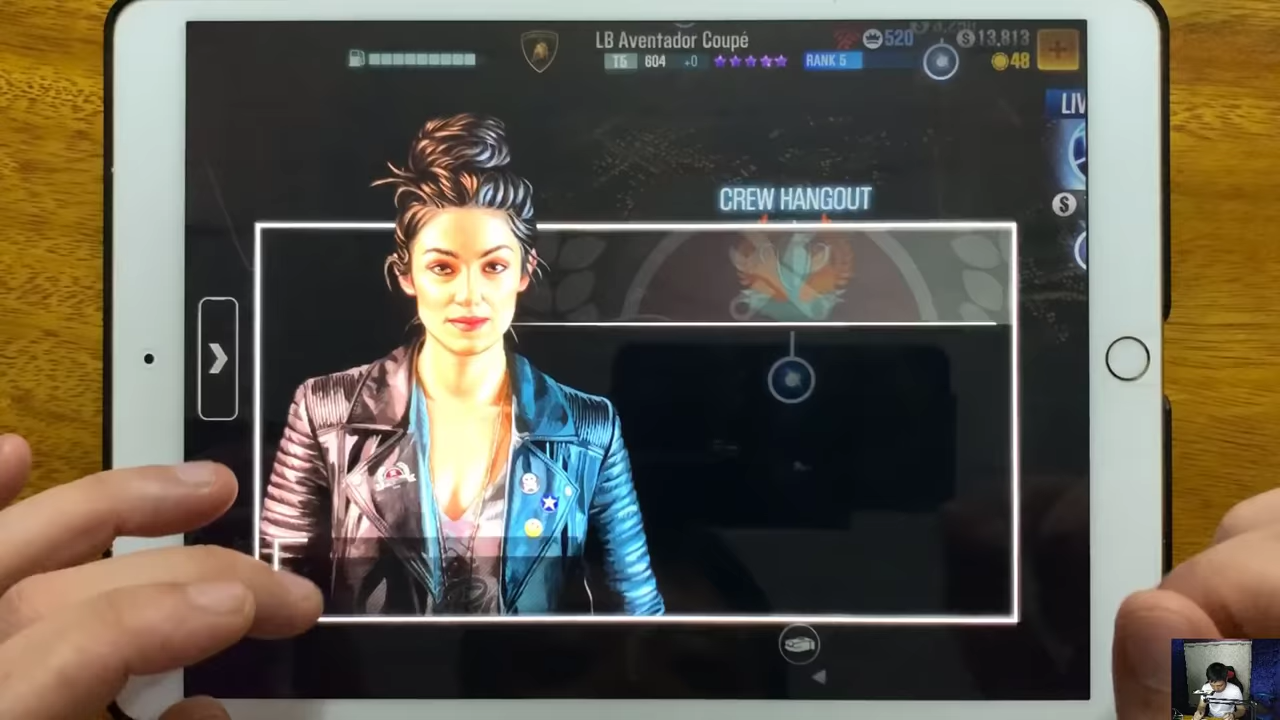 LB Aventador Coupé
520
13,813
T5 604 +0
RANK 5
48
LIV
CREW HANGOUT
$